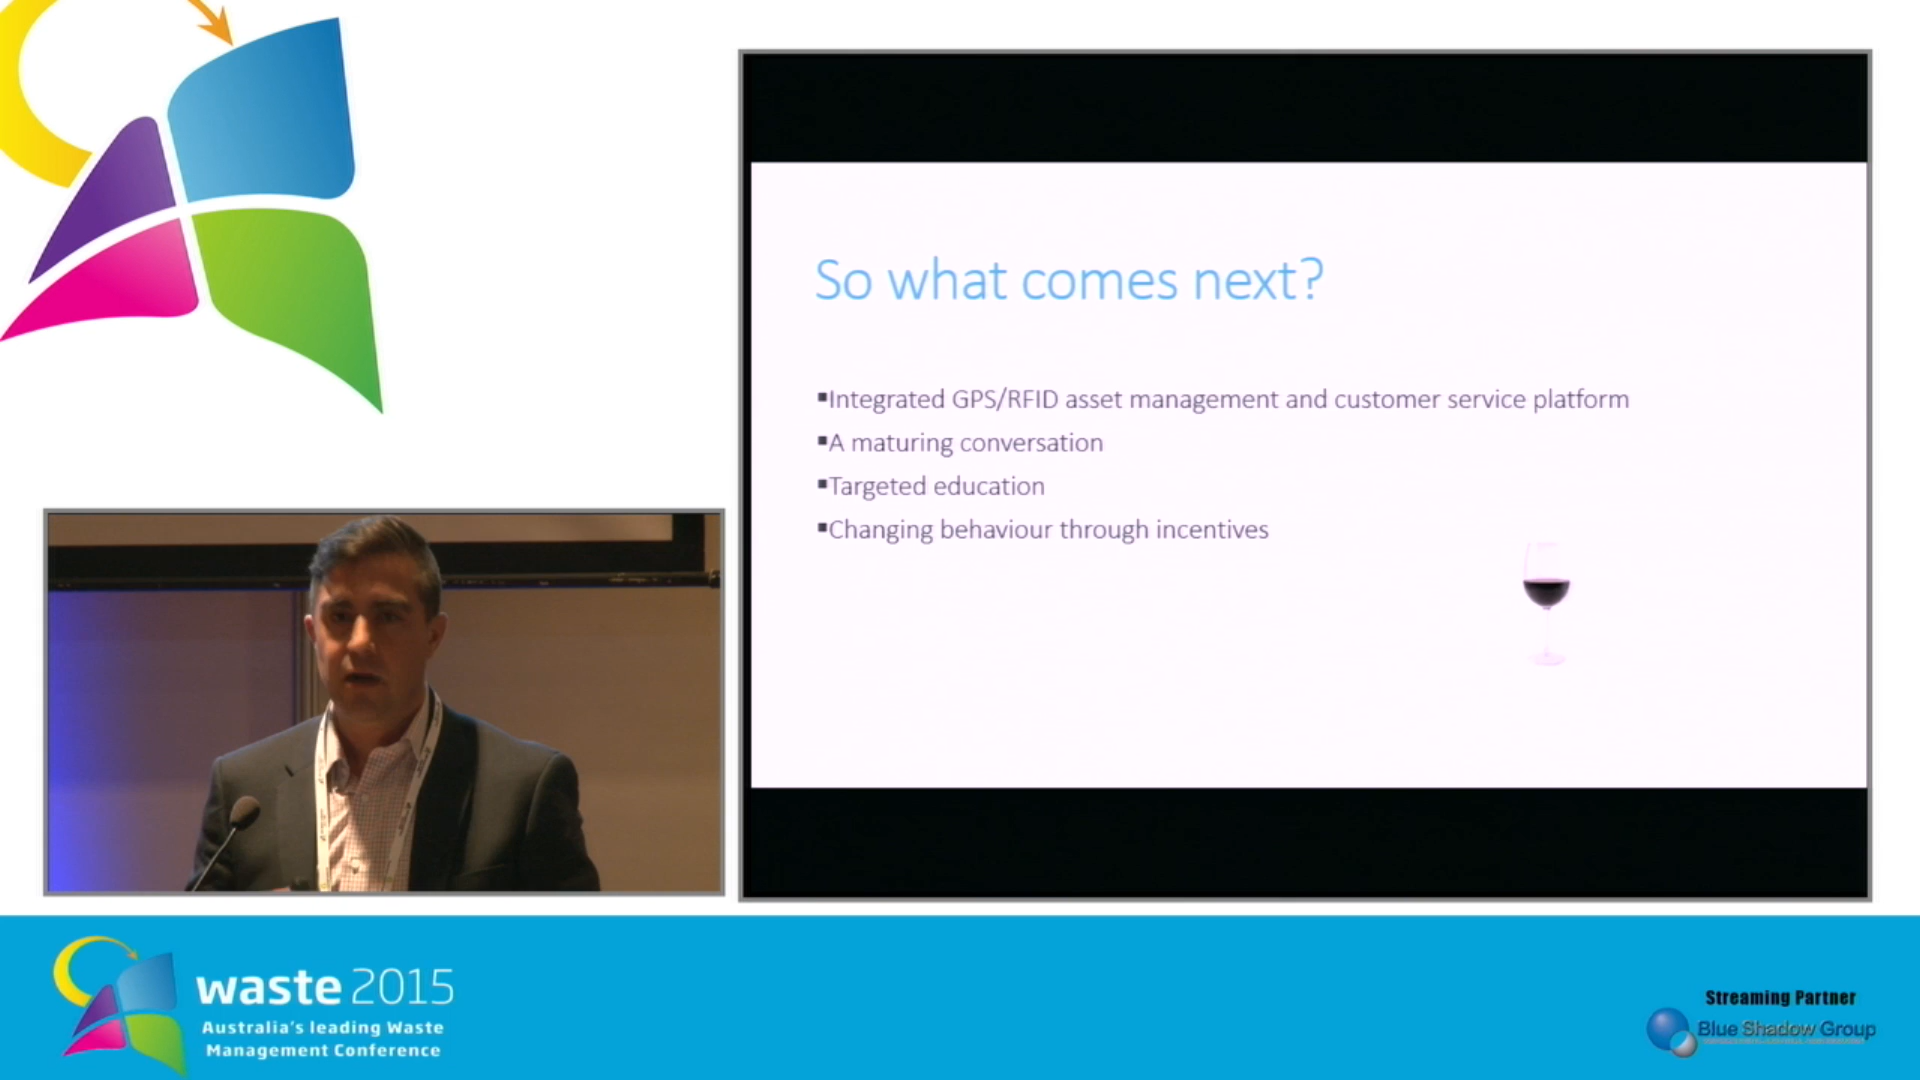 So what comes next?
▪Integrated GPS/RFID asset management and customer service platform
▪A maturing conversation
▪Targeted education
▪Changing behaviour through incentives
waste 2015
Australia's leading Waste
Management Conference
Streaming Partner
Blue Shadow Group